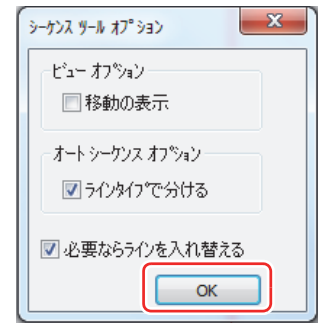 シーケンス ツール オプション
ビュー オプション
移動の表示
オート シーケンス オプション
ラインタイプで分ける
必要ならラインを入れ替える
OK